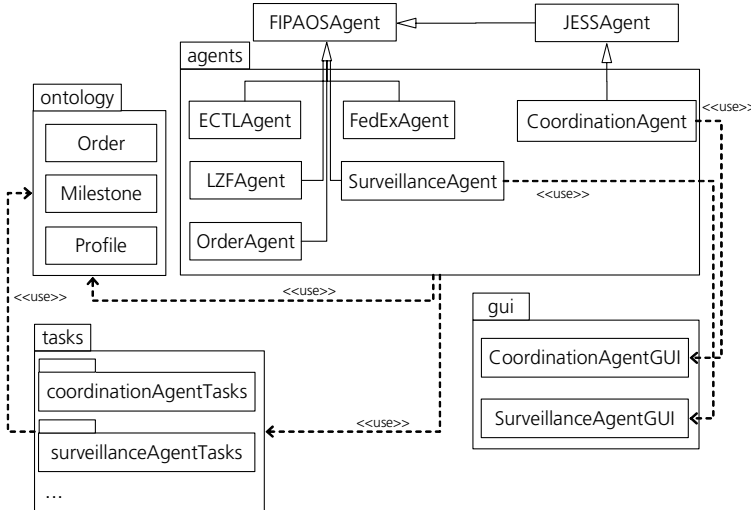 FIPAOSAgent
JESSAgent
agents
ontology
ECTLAgent
FedExAgent
CoordinationAgent
<<use>>
Order
LZFAgent
SurveillanceAgent
<<use>>
Milestone
OrderAgent
Profile
<<use>>
<<use>>
gui
tasks
CoordinationAgentGUI
coordinationAgentTasks
SurveillanceAgentGUI
<<use>>
surveillanceAgentTasks
...